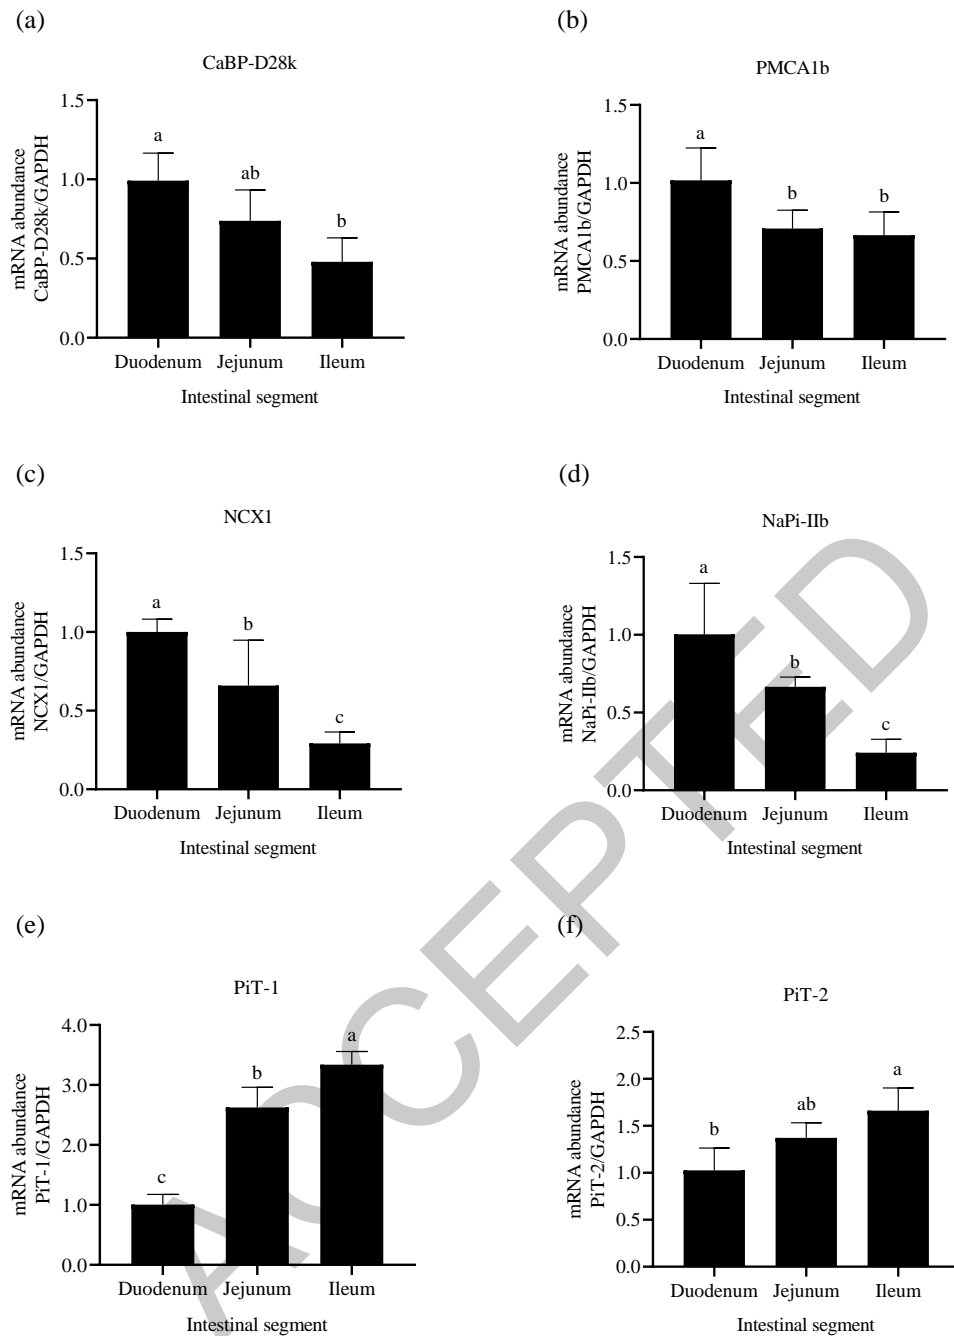 (a)
CaBP-D28k
mRNA abundance
CaBP-D28k/GAPDH
1.5
1.0
0.5
0.0
a
ab
b
Duodenum Jejunum Ileum
Intestinal segment
(b)
PMCA1b
mRNA abundance
PMCA1b/GAPDH
1.5
1.0
0.5
0.0
a
b
b
Duodenum Jejunum Ileum
Intestinal segment
(c)
NCX1
mRNA abundance
NCX1/GAPDH
1.5
1.0
0.5
0.0
a
b
c
Duodenum Jejunum Ileum
Intestinal segment
(d)
NaPi-IIb
mRNA abundance
NaPi-IIb/GAPDH
1.5
1.0
0.5
0.0
a
b
c
Duodenum Jejunum Ileum
Intestinal segment
(e)
PiT-1
mRNA abundance
PiT-1/GAPDH
4.0
3.0
2.0
1.0
0.0
c
b
a
Duodenum Jejunum Ileum
Intestinal segment
(f)
PiT-2
mRNA abundance
PiT-2/GAPDH
2.5
2.0
1.5
1.0
0.5
0.0
b
ab
a
Duodenum Jejunum Ileum
Intestinal segment
ACCEPTED